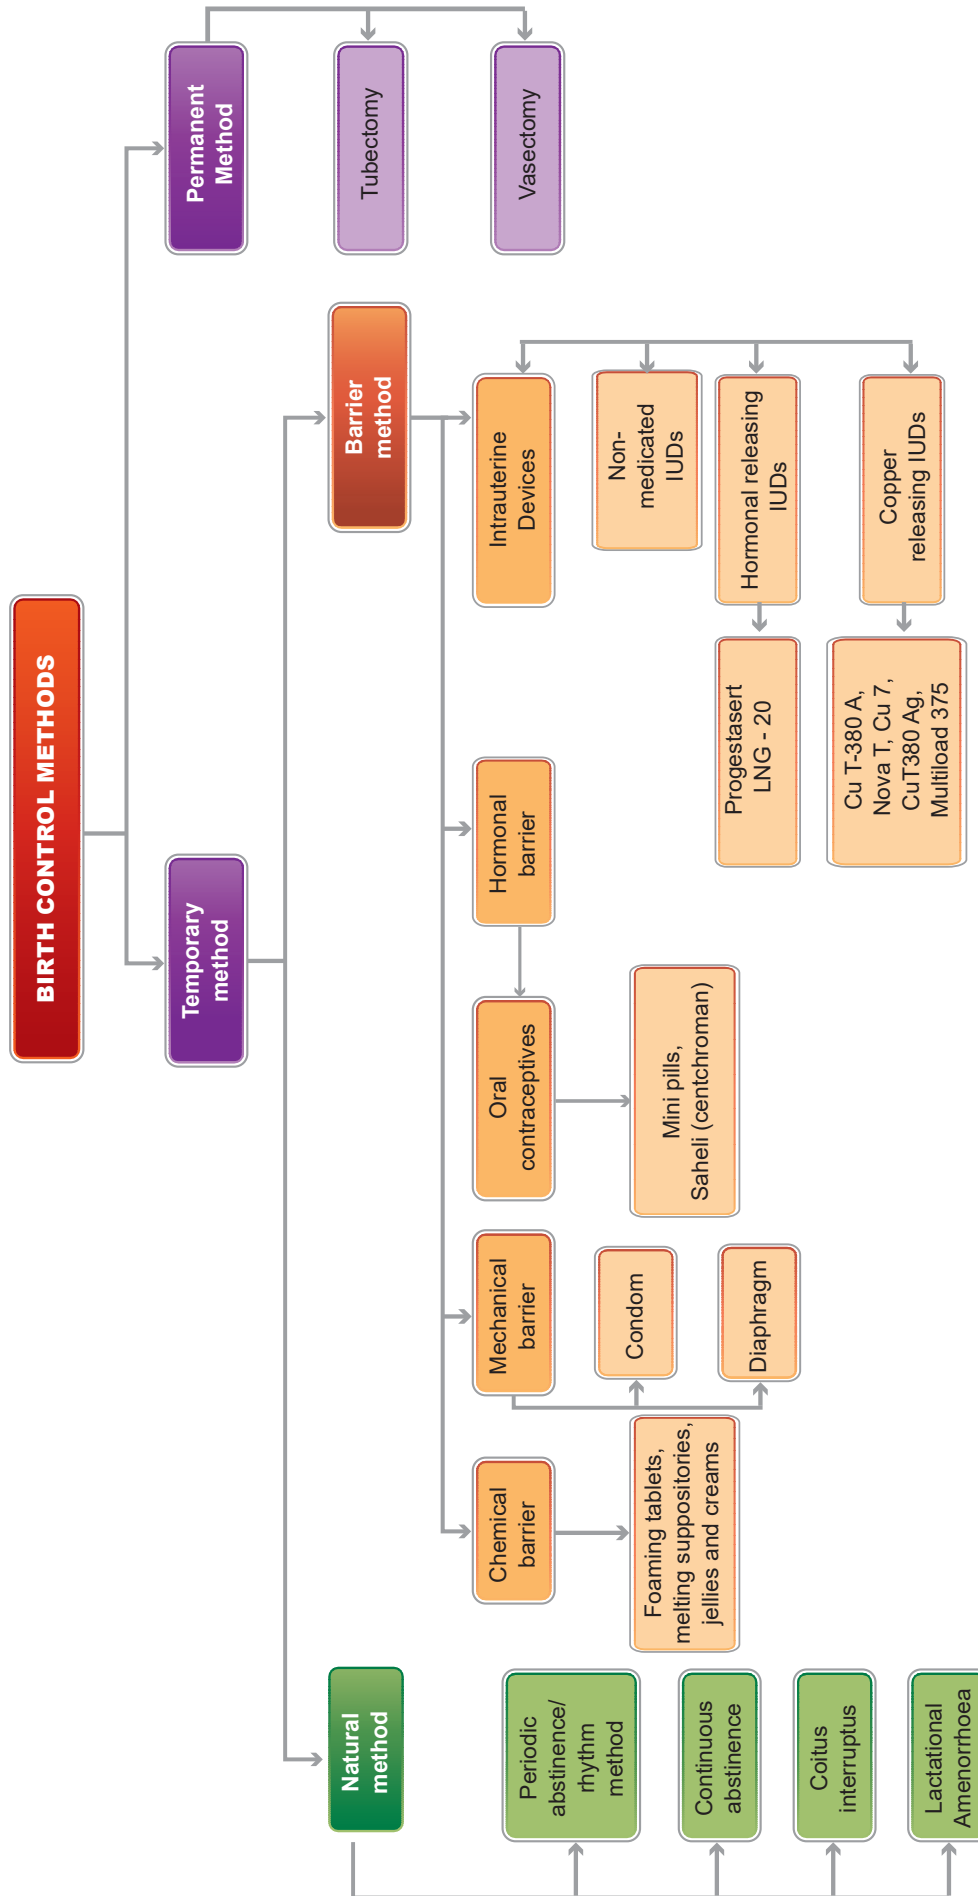 BIRTH CONTROL METHODS
Temporary
method
Permanent
Method
Natural
method
Barrier
method
Tubectomy
Vasectomy
Periodic
abstinence/
rhythm
method
Continuous
abstinence
Coitus
interruptus
Lactational
Amenorrhoea
Chemical
barrier
Foaming tablets,
melting suppositories,
jellies and creams
Mechanical
barrier
Condom
Diaphragm
Oral
contraceptives
Mini pills,
Saheli (centchroman)
Hormonal
barrier
Intrauterine
Devices
Non-
medicated
IUDs
Hormonal releasing
IUDs
Progestasert
LNG - 20
Copper
releasing IUDs
Cu T-380 A,
Nova T, Cu 7,
CuT380 Ag,
Multiload 375